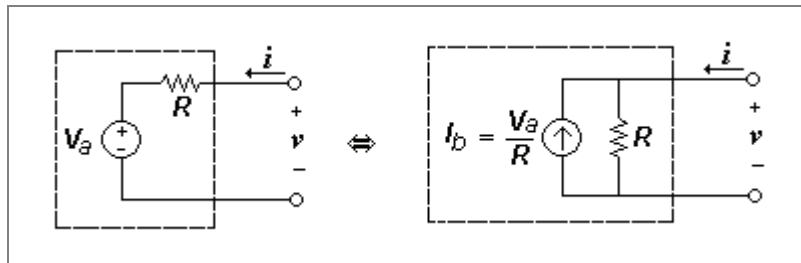 i
R
+
V_a
+
−
v
−
⇔
i
I_b = V_a/R
R
+
v
−